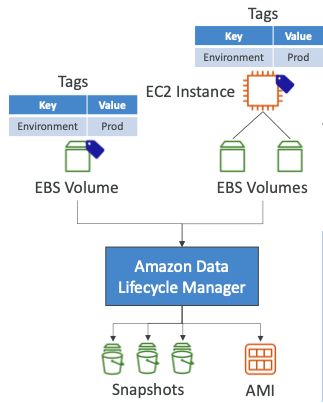 Tags
Key Value
Environment Prod
EC2 Instance
Tags
Key Value
Environment Prod
EBS Volume
EBS Volumes
Amazon Data
Lifecycle Manager
Snapshots
AMI